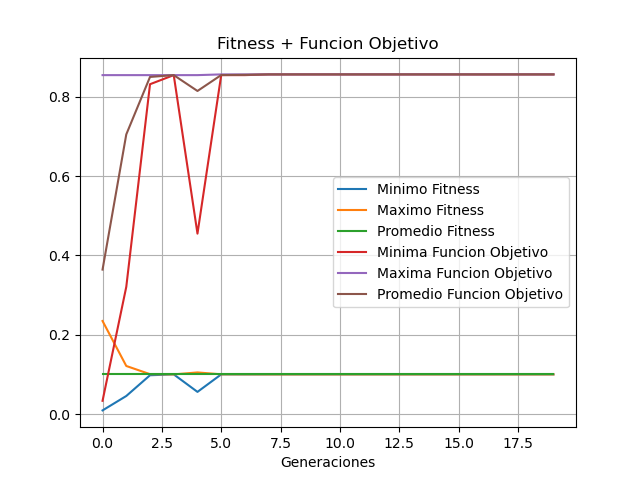 Fitness + Funcion Objetivo
0.8
0.6
0.4
0.2
0.0
Minimo Fitness
Maximo Fitness
Promedio Fitness
Minima Funcion Objetivo
Maxima Funcion Objetivo
Promedio Funcion Objetivo
0.0 2.5 5.0 7.5 10.0 12.5 15.0 17.5
Generaciones